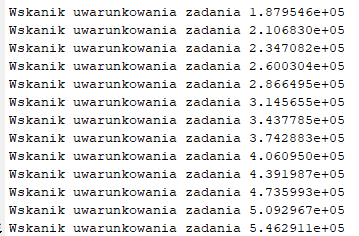 Wskanik uwarunkowania zadania 1.879546e+05
Wskanik uwarunkowania zadania 2.106830e+05
Wskanik uwarunkowania zadania 2.347082e+05
Wskanik uwarunkowania zadania 2.600304e+05
Wskanik uwarunkowania zadania 2.866495e+05
Wskanik uwarunkowania zadania 3.145655e+05
Wskanik uwarunkowania zadania 3.437785e+05
Wskanik uwarunkowania zadania 3.742883e+05
Wskanik uwarunkowania zadania 4.060950e+05
Wskanik uwarunkowania zadania 4.391987e+05
Wskanik uwarunkowania zadania 4.735993e+05
Wskanik uwarunkowania zadania 5.092967e+05
Wskanik uwarunkowania zadania 5.462911e+05